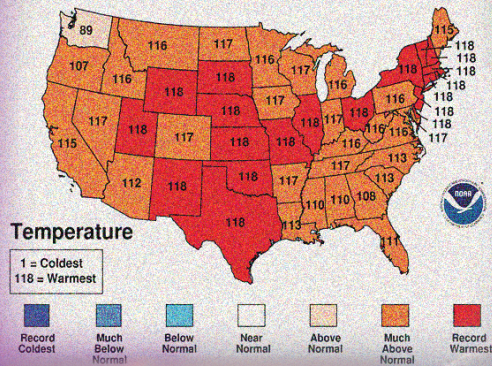 89 116 117 116 115
107 116 118 118 117 116 118 118
118
118
118
117 118 118 117 118 117 118 116 118
118
118
118
115 118 117 118 118 116 116 116 117
112 118 118 117 117 113
118 113 110 110 108 113
111
NOAA
Temperature
1 = Coldest
118 = Warmest
Record Much Below Near Above Much Record
Coldest Below Normal Normal Normal Above Warmest
Normal Normal